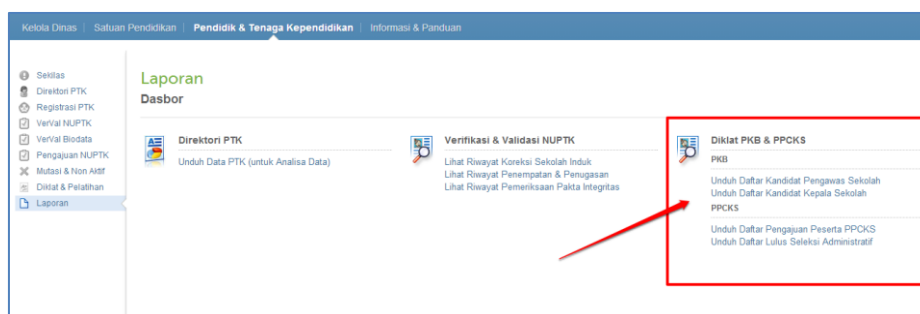 Kelola Dinas | Satuan Pendidikan | Pendidik & Tenaga Kependidikan | Informasi & Panduan
Sekilas
Direktori PTK
Registrasi PTK
VerVal NUPTK
VerVal Biodata
Pengajuan NUPTK
Mutasi & Non Aktif
Diklat & Pelatihan
Laporan
Laporan
Dasbor
Direktori PTK
Unduh Data PTK (untuk Analisa Data)
Verifikasi & Validasi NUPTK
Lihat Riwayat Koreksi Sekolah Induk
Lihat Riwayat Penempatan & Penugasan
Lihat Riwayat Pemeriksaan Pakta Integritas
Diklat PKB & PPCKS
PKB
Unduh Daftar Kandidat Pengawas Sekolah
Unduh Daftar Kandidat Kepala Sekolah
PPCKS
Unduh Daftar Pengajuan Peserta PPCKS
Unduh Daftar Lulus Seleksi Administratif